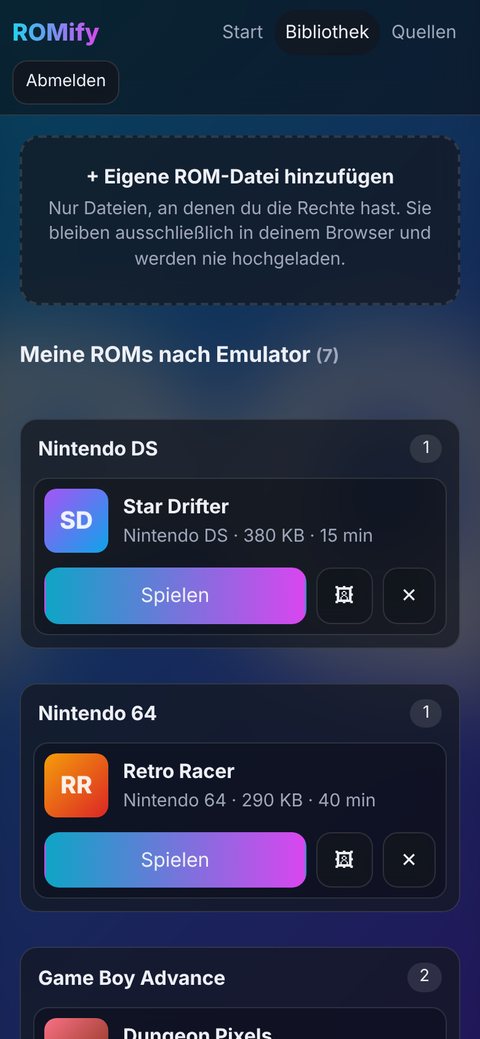 ROMify
Start
Bibliothek
Quellen
Abmelden
+ Eigene ROM-Datei hinzufügen
Nur Dateien, an denen du die Rechte hast. Sie
bleiben ausschließlich in deinem Browser und
werden nie hochgeladen.
Meine ROMs nach Emulator (7)
Nintendo DS
1
SD
Star Drifter
Nintendo DS · 380 KB · 15 min
Spielen
✕
Nintendo 64
1
RR
Retro Racer
Nintendo 64 · 290 KB · 40 min
Spielen
✕
Game Boy Advance
2
Dungeon Pixels